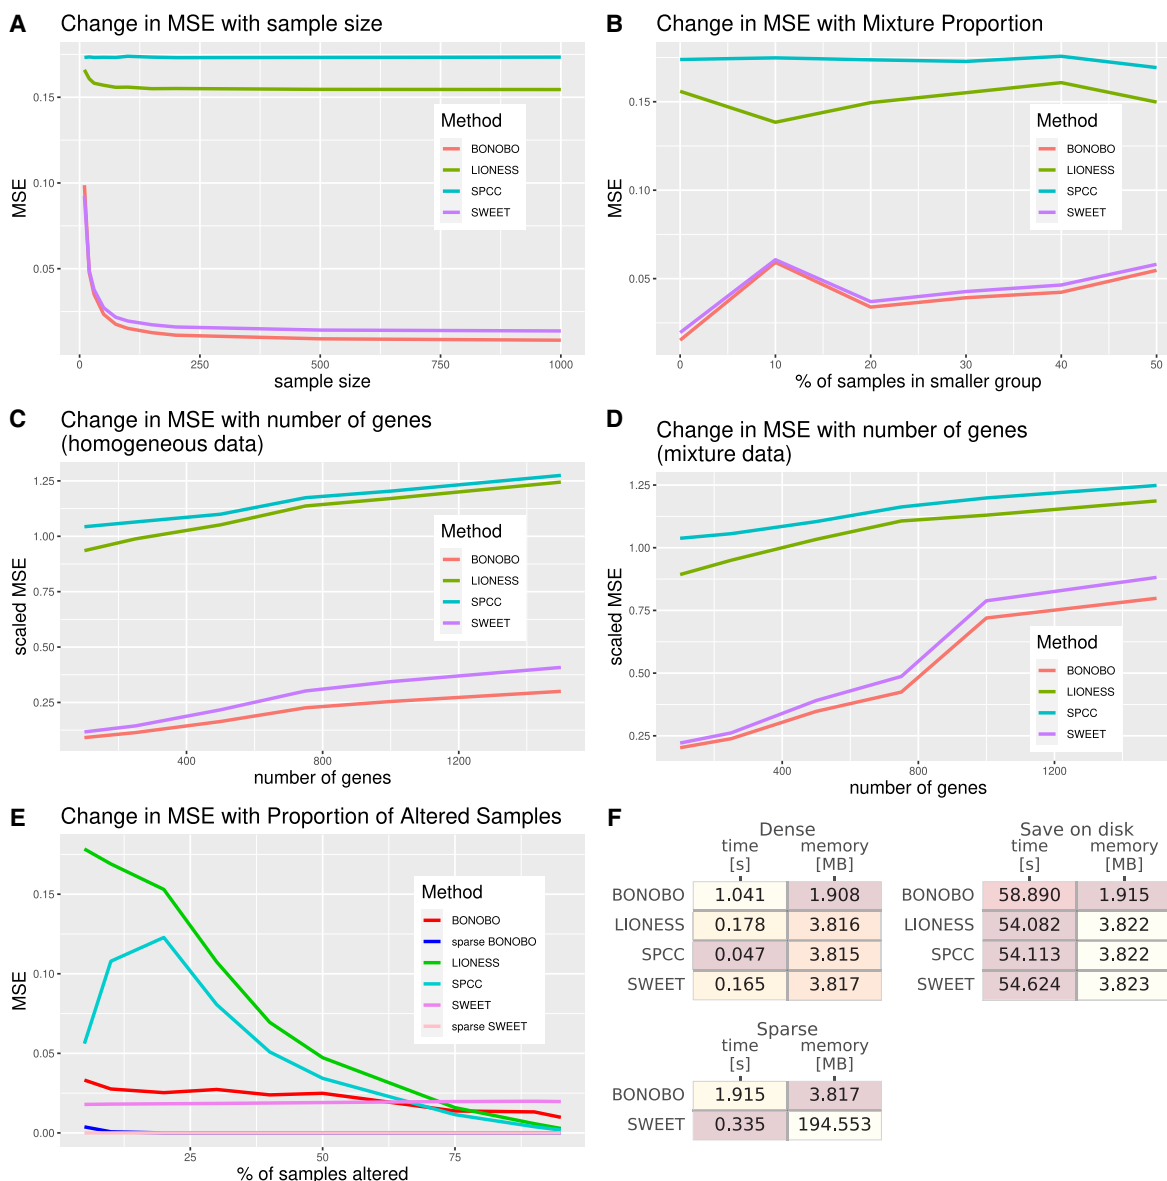 A
Change in MSE with sample size
MSE
0.15
0.10
0.05
Method
BONOBO
LIONESS
SPCC
SWEET
0 250 500 750 1000
sample size
B
Change in MSE with Mixture Proportion
MSE
0.15
0.10
0.05
Method
BONOBO
LIONESS
SPCC
SWEET
0 10 20 30 40 50
% of samples in smaller group
C
Change in MSE with number of genes
(homogeneous data)
scaled MSE
1.25
1.00
0.75
0.50
0.25
Method
BONOBO
LIONESS
SPCC
SWEET
400 800 1200
number of genes
D
Change in MSE with number of genes
(mixture data)
scaled MSE
1.25
1.00
0.75
0.50
0.25
Method
BONOBO
LIONESS
SPCC
SWEET
400 800 1200
number of genes
E
Change in MSE with Proportion of Altered Samples
MSE
0.15
0.10
0.05
0.00
Method
BONOBO
sparse BONOBO
LIONESS
SPCC
SWEET
sparse SWEET
25 50 75
% of samples altered
F
Dense
time memory
[s] [MB]
BONOBO 1.041 1.908
LIONESS 0.178 3.816
SPCC 0.047 3.815
SWEET 0.165 3.817
Save on disk
time memory
[s] [MB]
BONOBO 58.890 1.915
LIONESS 54.082 3.822
SPCC 54.113 3.822
SWEET 54.624 3.823
Sparse
time memory
[s] [MB]
BONOBO 1.915 3.817
SWEET 0.335 194.553